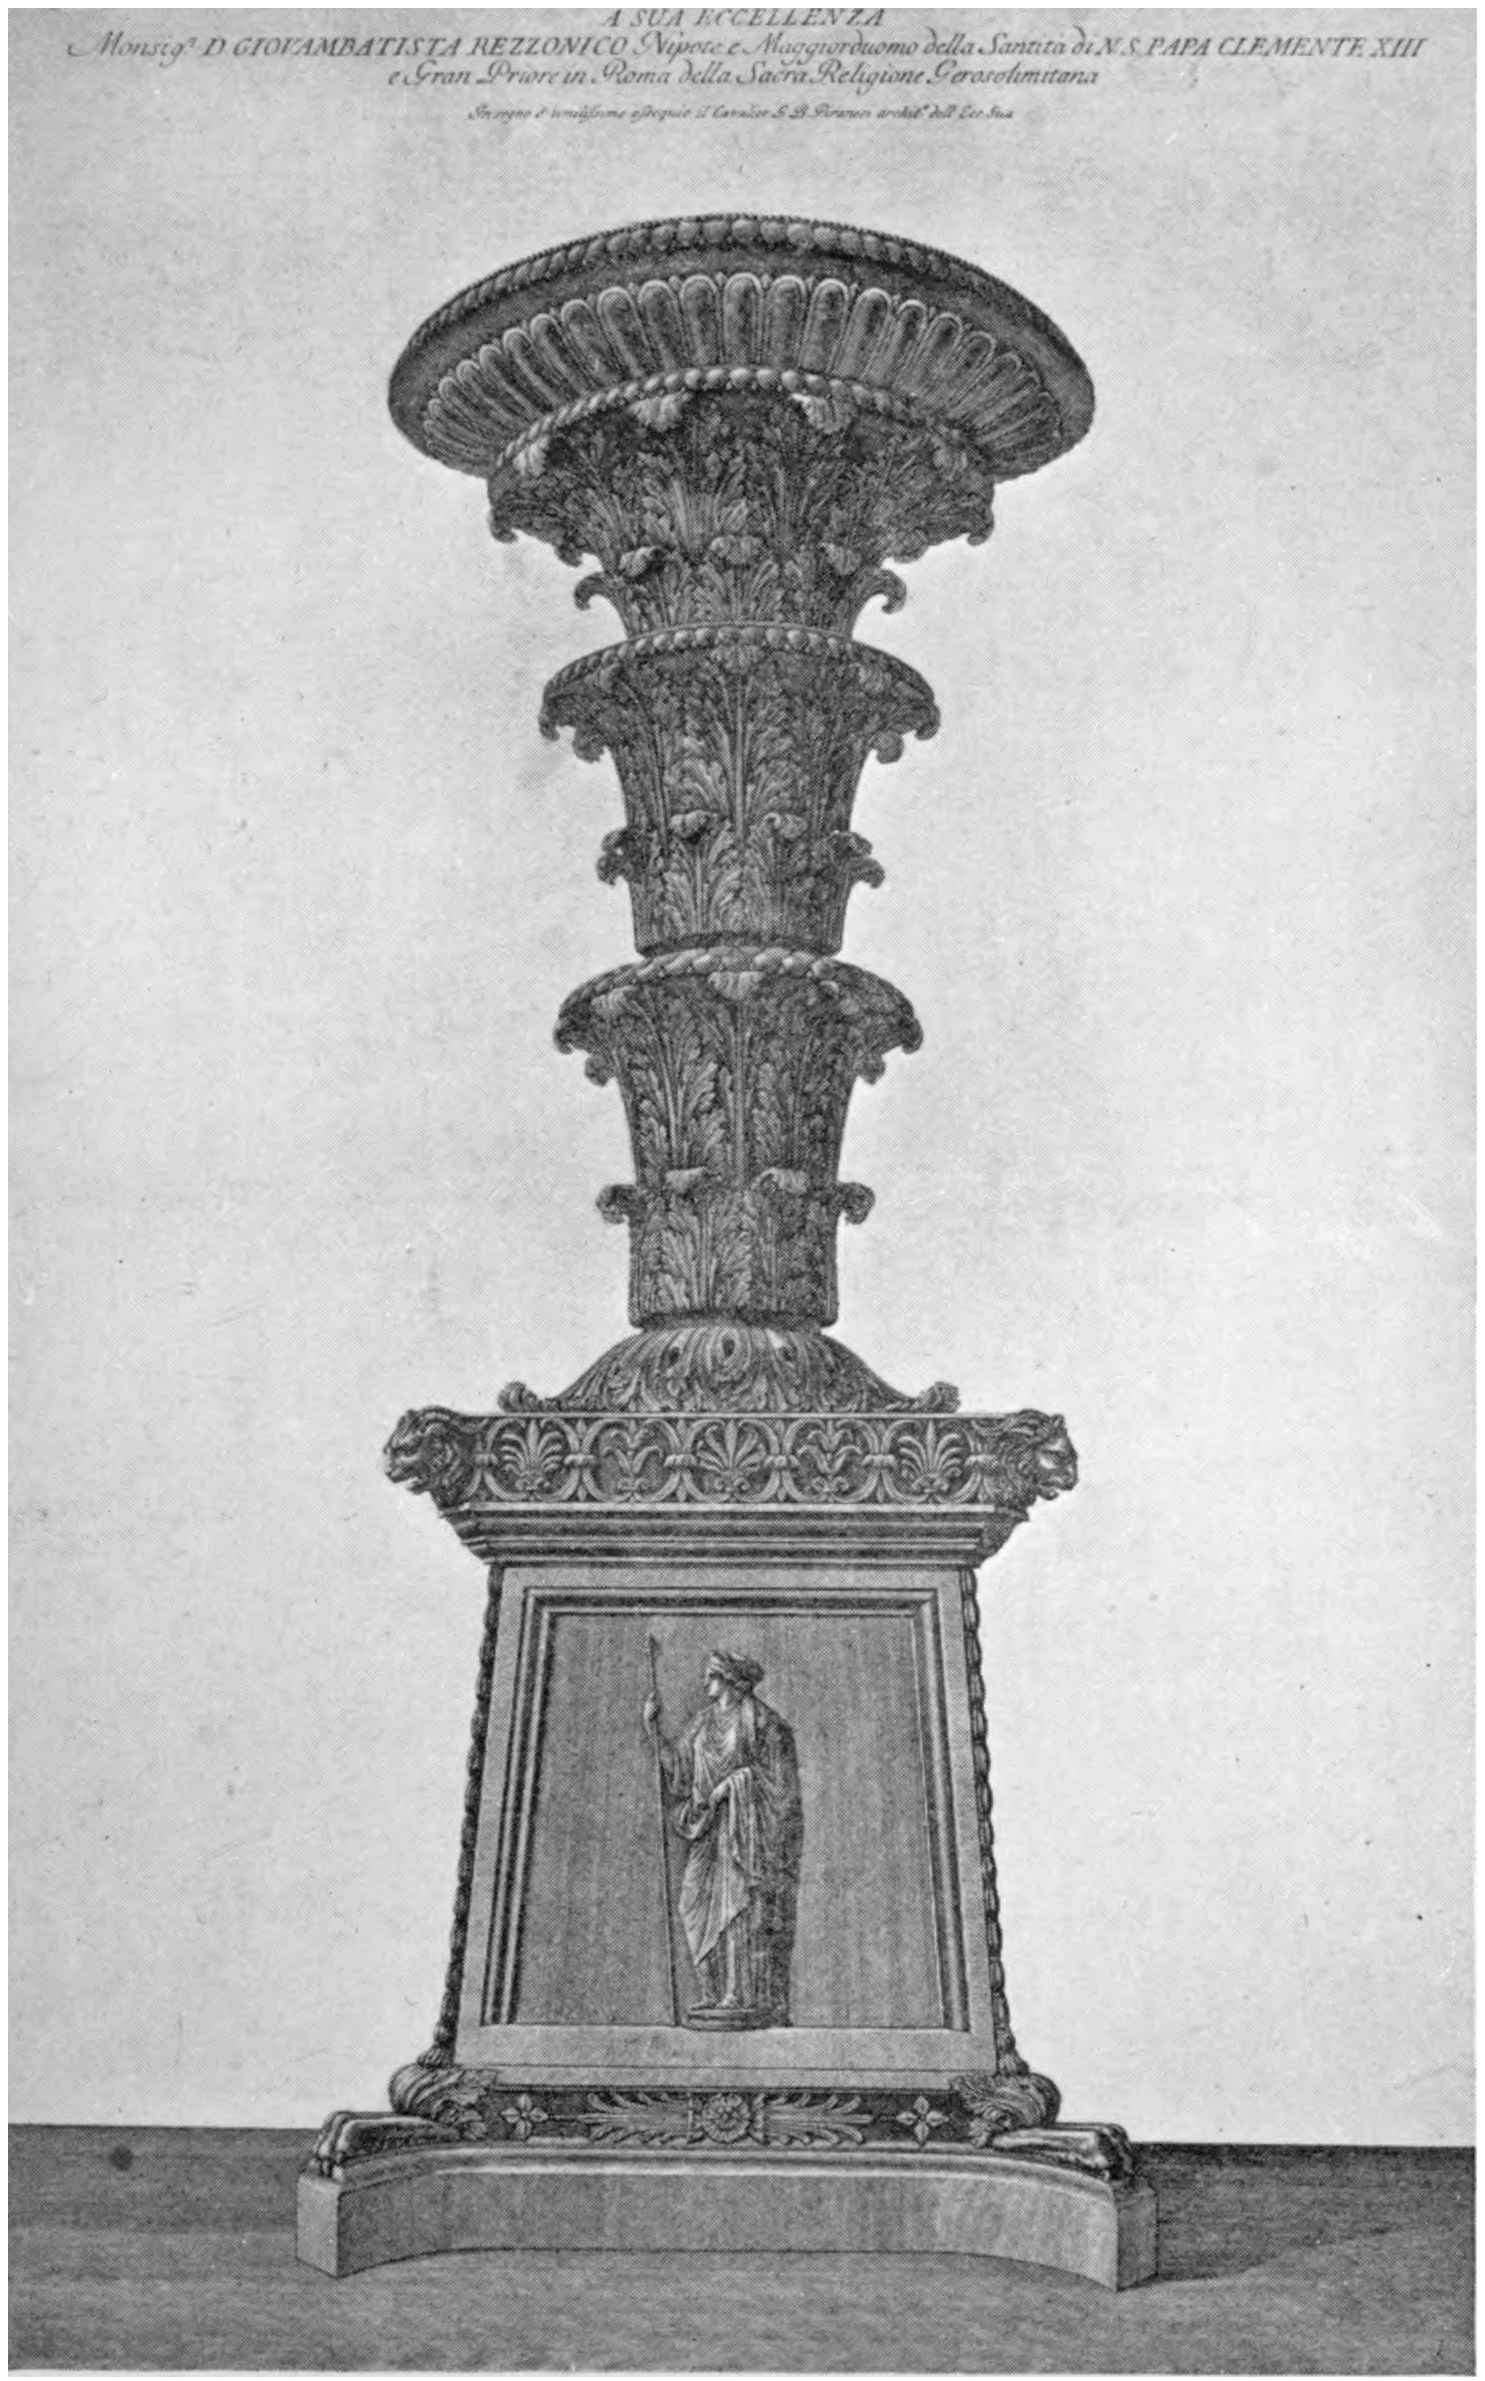 A SUA ECCELLENZA
Monsig.r D. GIOVAMBATISTA REZZONICO Nipote e Maggiorduomo della Santità di N. S. PAPA CLEMENTE XIII
e Gran Priore in Roma della Sacra Religione Gerosolimitana
In segno d' umilissimo ossequio il Cavalier G. B. Piranesi archit.o dell' Ecc. Sua